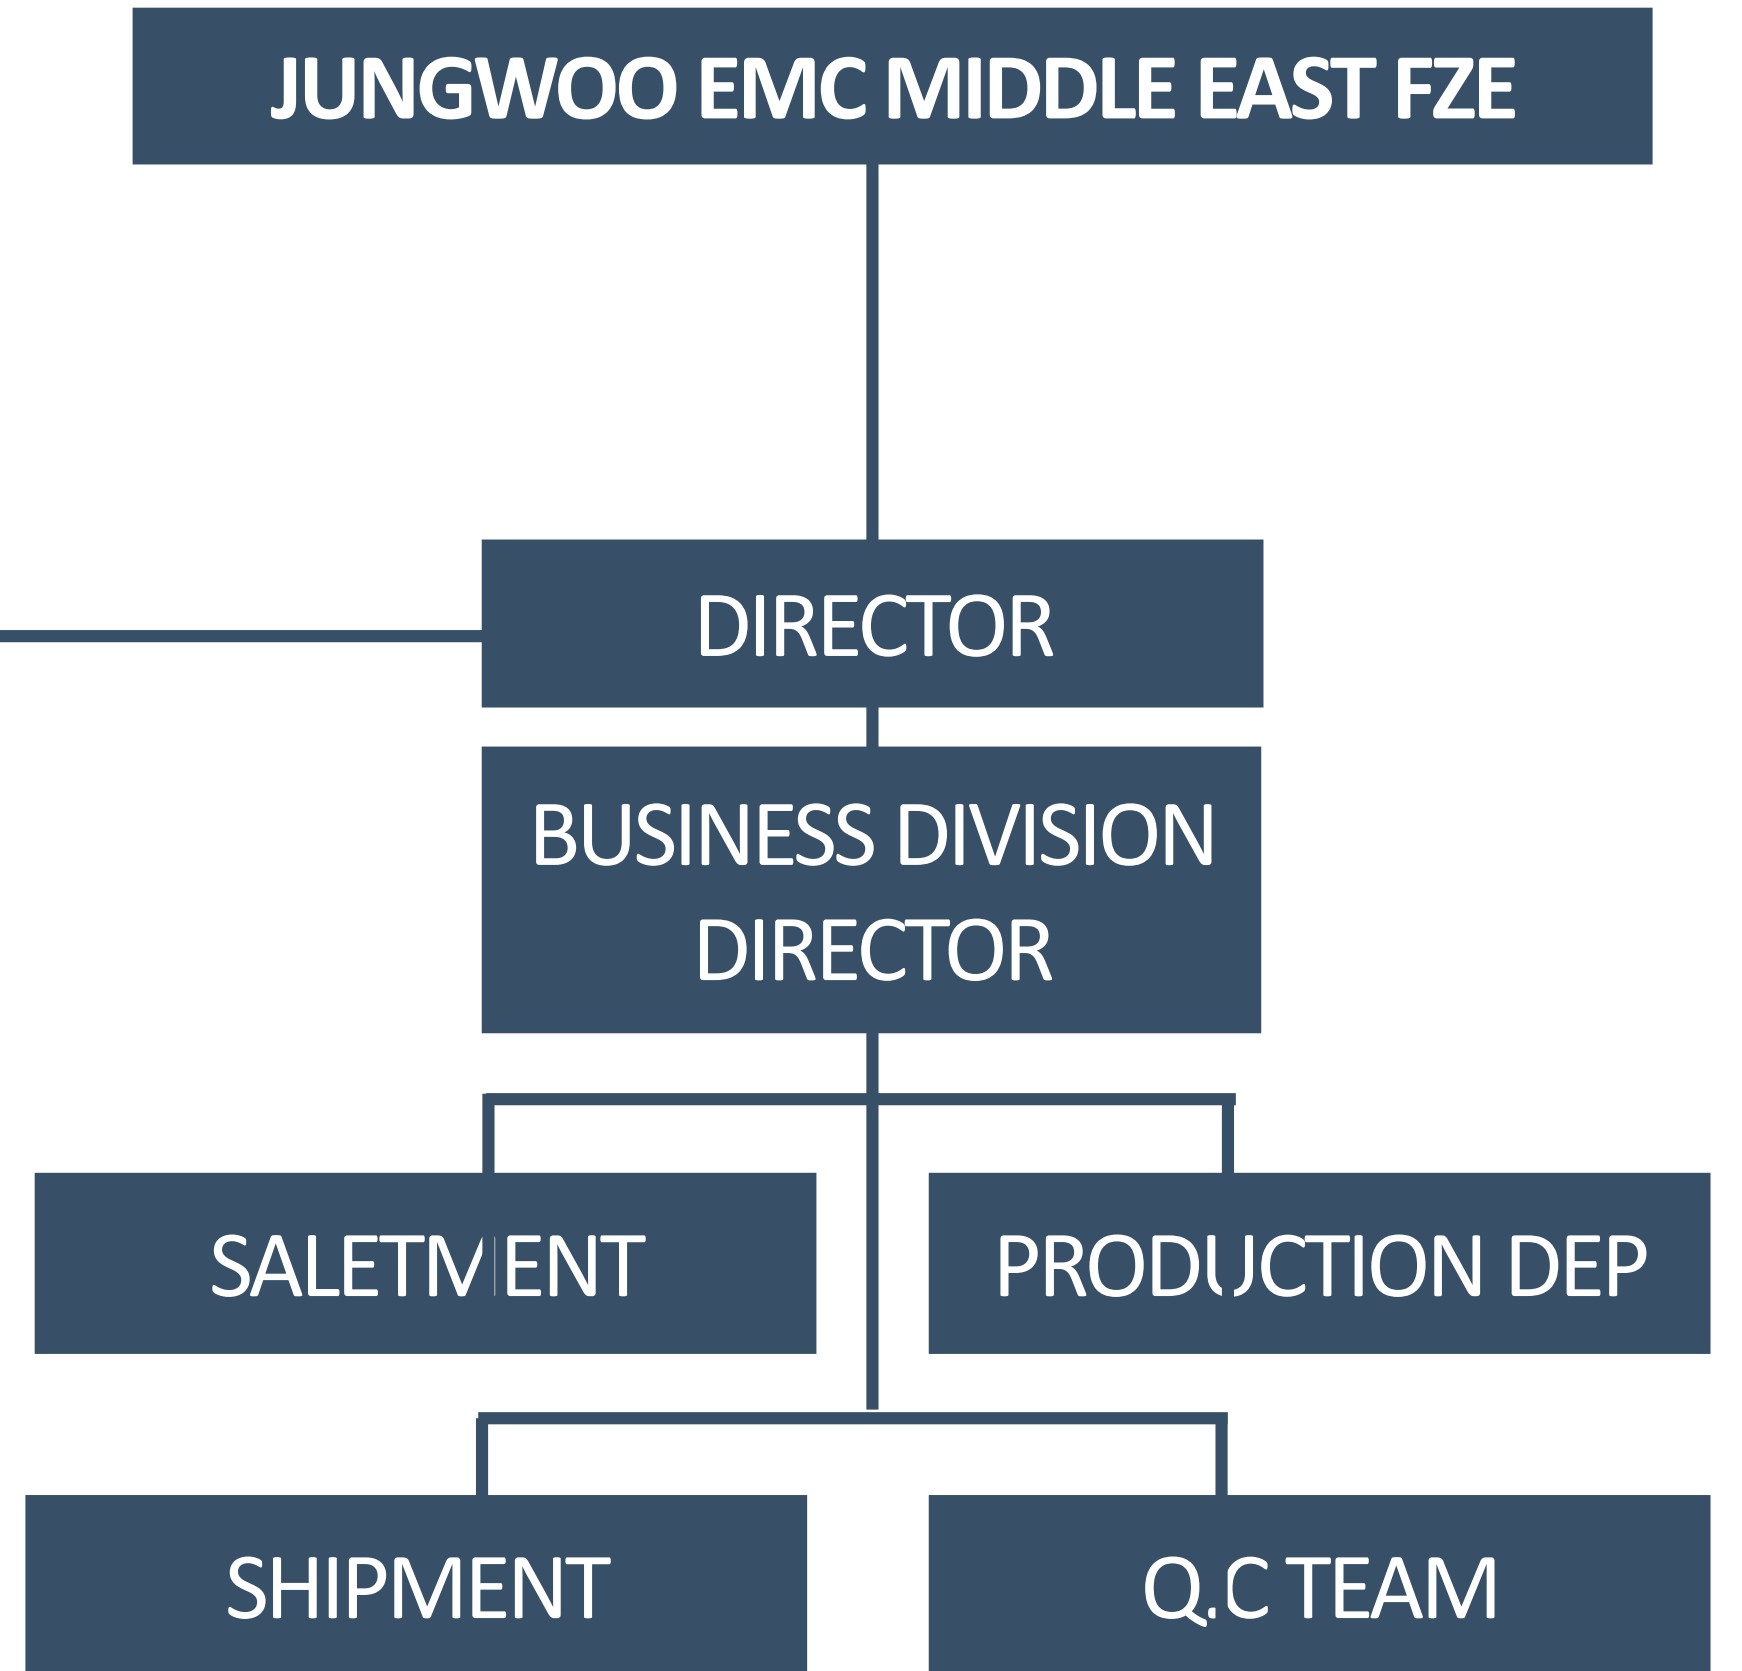 JUNGWOO EMC MIDDLE EAST FZE
DIRECTOR
BUSINESS DIVISION
DIRECTOR
SALETMENT
PRODUCTION DEP
SHIPMENT
Q.C TEAM